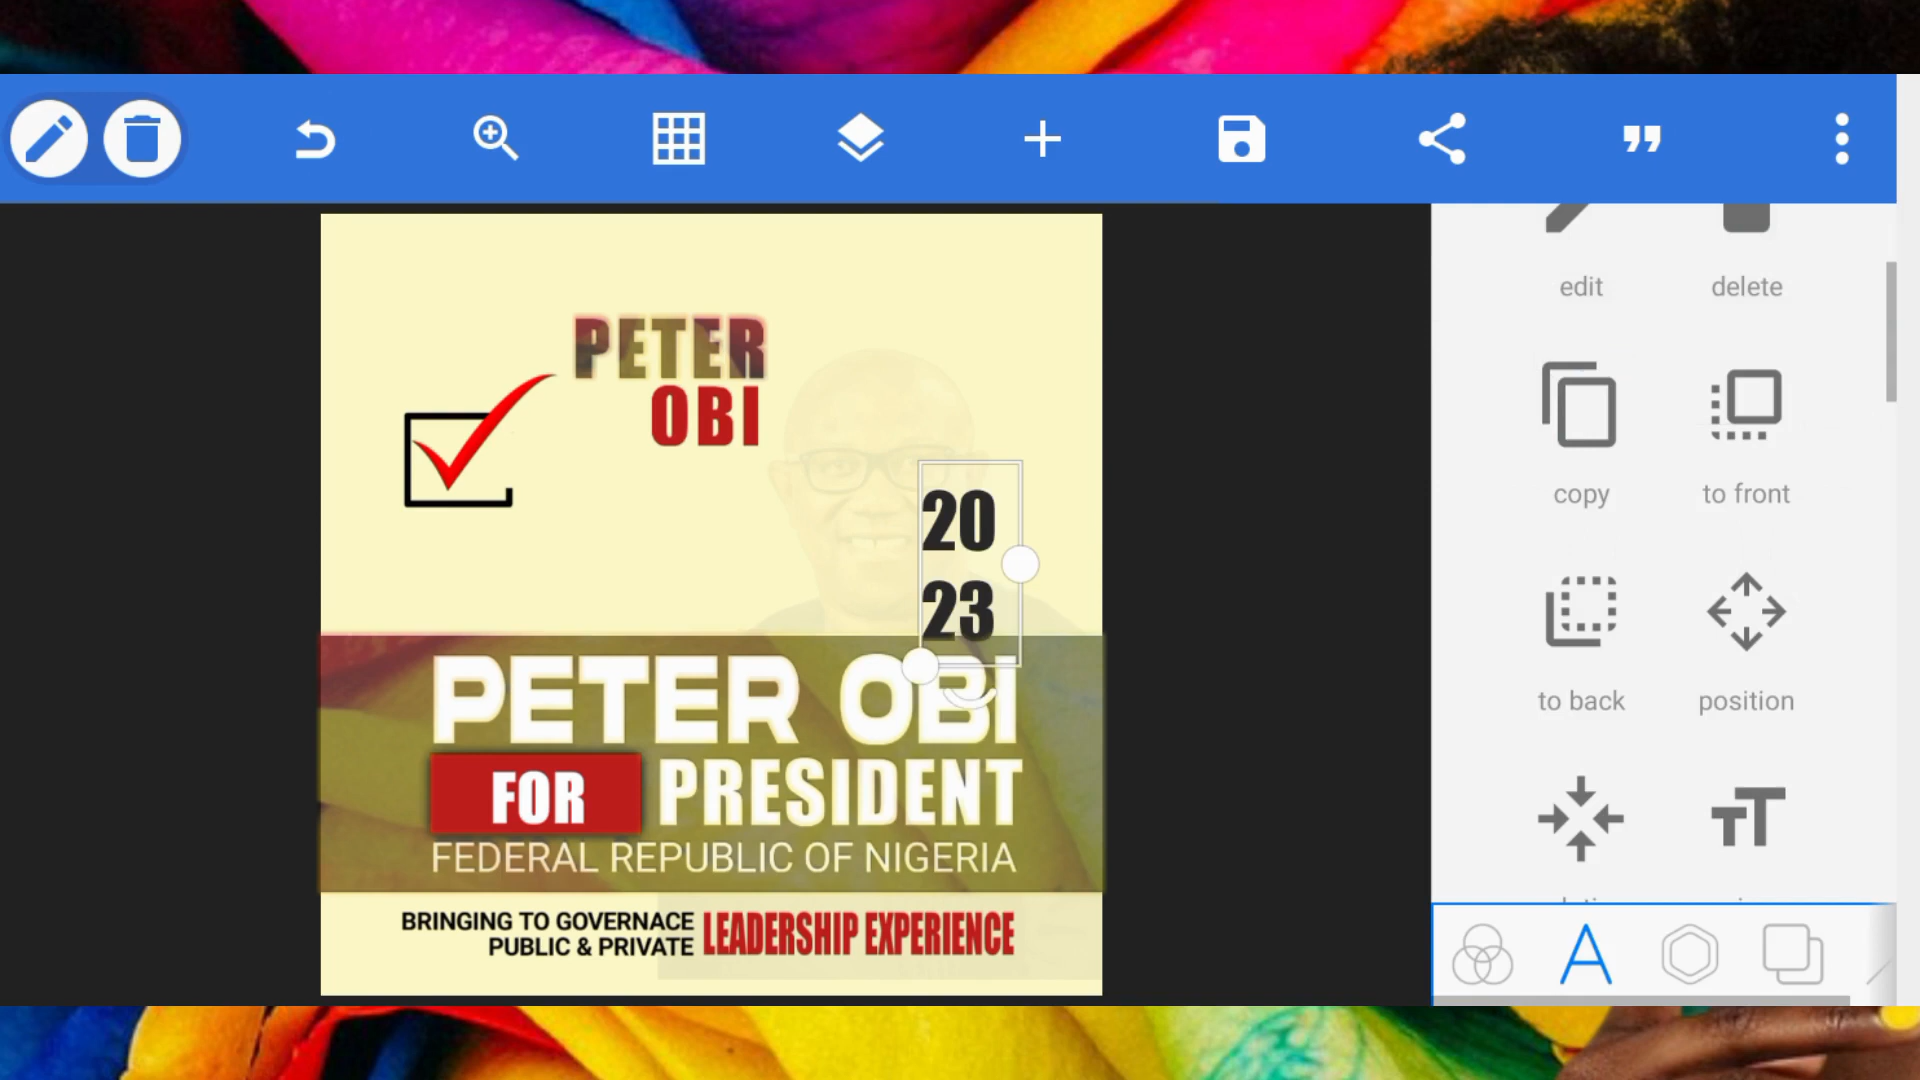 edit
delete
PETER
OBI
copy
to front
20
23
to back
position
PETER OBI
FOR PRESIDENT
FEDERAL REPUBLIC OF NIGERIA
BRINGING TO GOVERNACE
PUBLIC & PRIVATE
LEADERSHIP EXPERIENCE